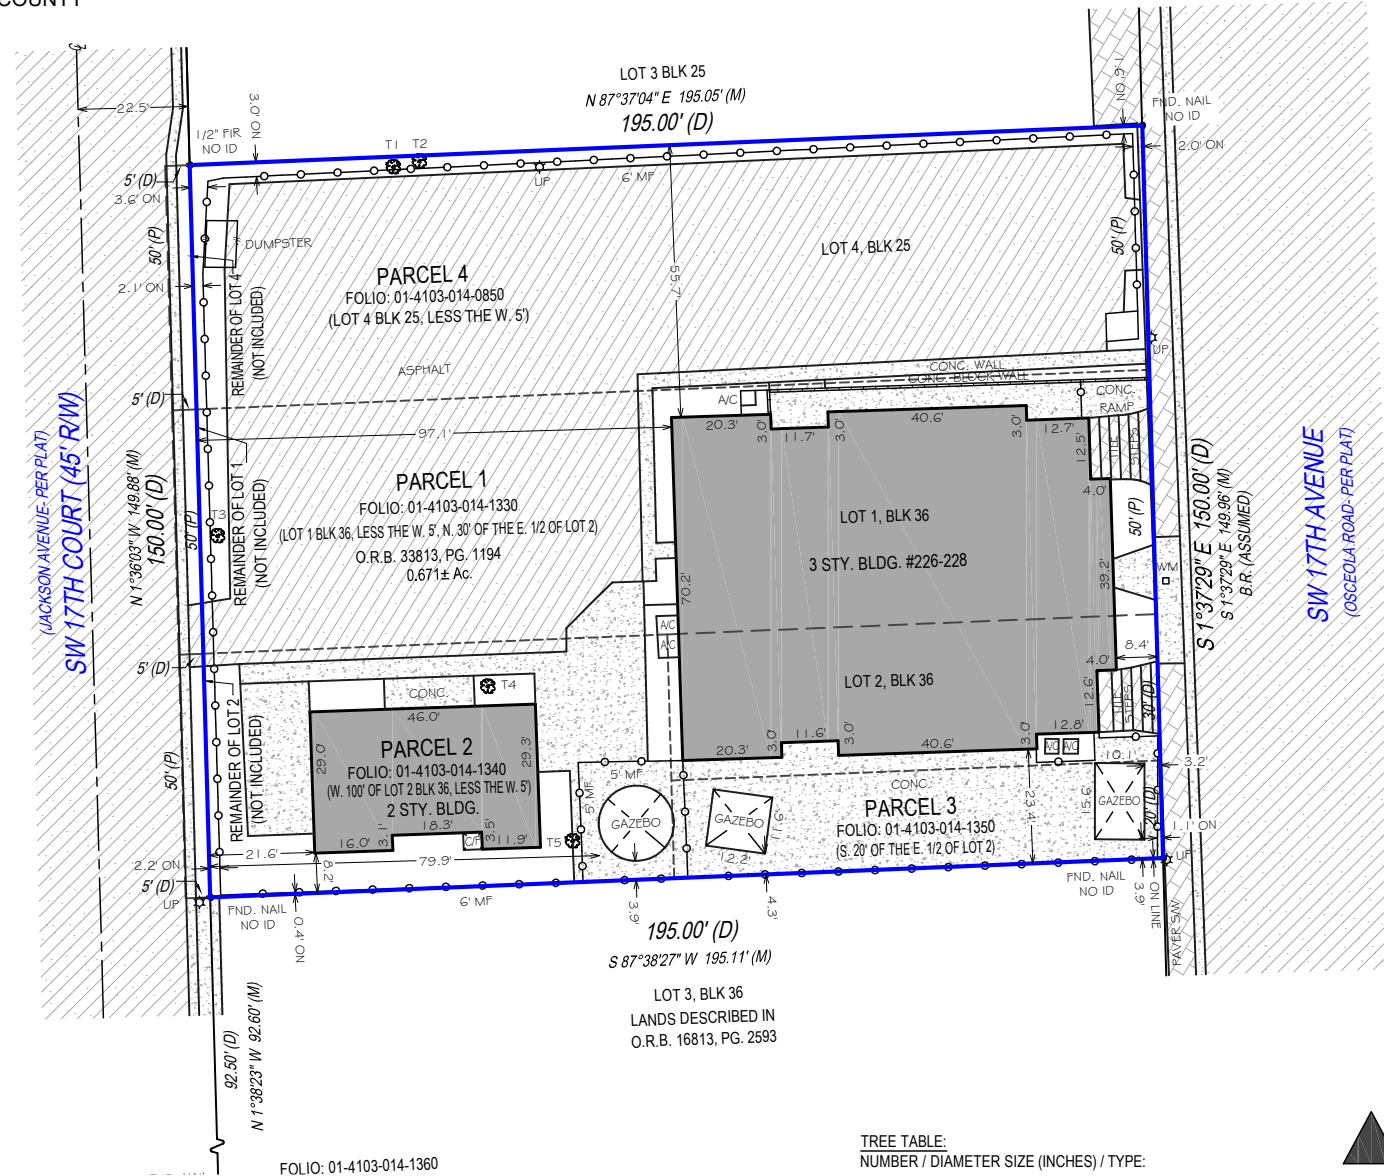 COUNTY
LOT 3 BLK 25
N 87°37'04" E 195.05' (M)
195.00' (D)
22.5'
3.0' ON
1.6' ON
1/2" FIR
NO ID
T1
T2
FND. NAIL
NO ID
2.0' ON
5' (D)
3.6' ON
UP
6' MF
50' (P)
DUMPSTER
2.1' ON
REMAINDER OF LOT 4
(NOT INCLUDED)
PARCEL 4
FOLIO: 01-4103-014-0850
(LOT 4 BLK 25, LESS THE W. 5')
55.7'
LOT 4, BLK 25
50' (P)
UP
ASPHALT
CONC. WALL
CONC. BLOCK WALL
CONC.
RAMP
5' (D)
A/C
20.3'
3.0'
11.7'
3.0'
40.6'
3.0'
12.7'
12.5'
TILE
STEPS
97.1'
4.0'
(JACKSON AVENUE- PER PLAT)
SW 17TH COURT (45' R/W)
N 1°36'03" W 149.88' (M)
150.00' (D)
50' (P)
T3
REMAINDER OF LOT 1
(NOT INCLUDED)
PARCEL 1
FOLIO: 01-4103-014-1330
(LOT 1 BLK 36, LESS THE W. 5', N. 30' OF THE E. 1/2 OF LOT 2)
O.R.B. 33813, PG. 1194
0.671± Ac.
70.2'
LOT 1, BLK 36
3 STY. BLDG. #226-228
50' (P)
39.2'
WM
S 1°37'29" E 150.00' (D)
S 1°37'29" E 149.96' (M)
B.R. (ASSUMED)
SW 17TH AVENUE
(OSCEOLA ROAD- PER PLAT)
A/C
A/C
5' (D)
8.4'
4.0'
LOT 2, BLK 36
12.6'
TILE
STEPS
30' (D)
50' (P)
REMAINDER OF LOT 2
(NOT INCLUDED)
CONC.
T4
46.0'
PARCEL 2
FOLIO: 01-4103-014-1340
(W. 100' OF LOT 2 BLK 36, LESS THE W. 5')
2 STY. BLDG.
29.0'
29.3'
16.0'
3.1'
18.3'
3.5'
C/P
11.9'
T5
20.3'
3.0'
11.6'
3.0'
40.6'
3.0'
12.8'
A/C
A/C
10.1'
3.2'
5' MF
5' MF
GAZEBO
GAZEBO
11.6'
12.2'
CONC.
PARCEL 3
FOLIO: 01-4103-014-1350
(S. 20' OF THE E. 1/2 OF LOT 2)
23.4'
15.6'
GAZEBO
20' (D)
1.1' ON
21.6'
8.2'
79.9'
2.2' ON
5' (D)
UP
FND. NAIL
NO ID
0.4' ON
6' MF
3.9'
4.3'
FND. NAIL
NO ID
3.9'
ON LINE
UP
PAVER S/W
195.00' (D)
S 87°38'27" W 195.11' (M)
LOT 3, BLK 36
LANDS DESCRIBED IN
O.R.B. 16813, PG. 2593
92.50' (D)
N 1°38'23" W 92.60' (M)
FOLIO: 01-4103-014-1360
TREE TABLE:
NUMBER / DIAMETER SIZE (INCHES) / TYPE: